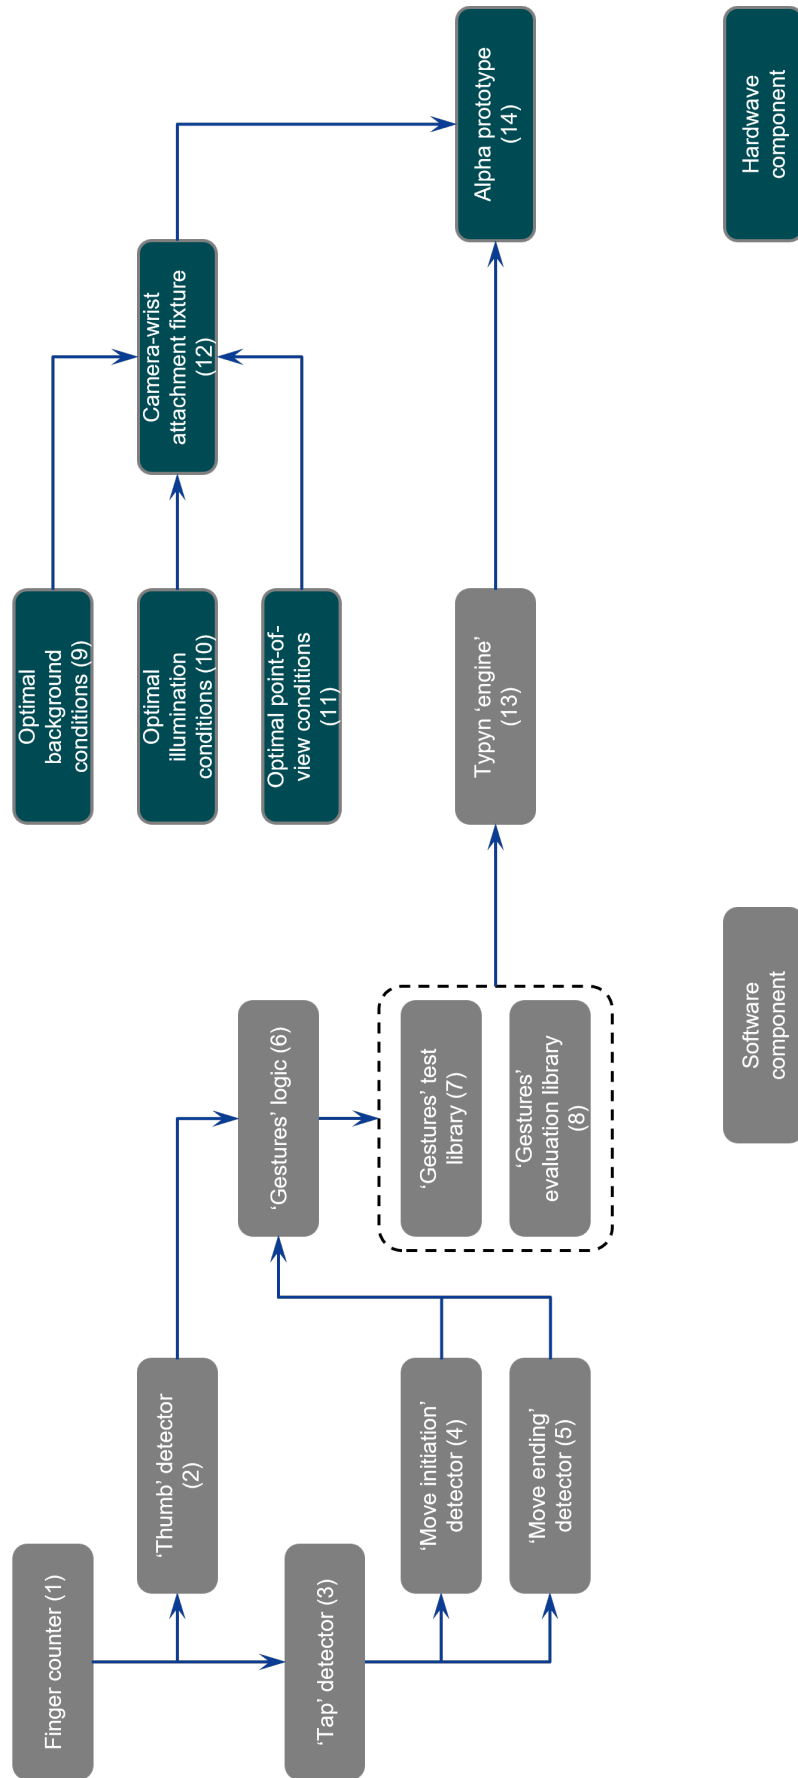 Finger counter (1)
‘Thumb’ detector
(2)
‘Tap’ detector (3)
‘Move initiation’
detector (4)
‘Move ending’
detector (5)
‘Gestures’ logic (6)
‘Gestures’ test
library (7)
‘Gestures’
evaluation library
(8)
Optimal
background
conditions (9)
Optimal
illumination
conditions (10)
Optimal point-of-
view conditions
(11)
Camera-wrist
attachment fixture
(12)
Typyn ‘engine’
(13)
Alpha prototype
(14)
Software
component
Hardwave
component